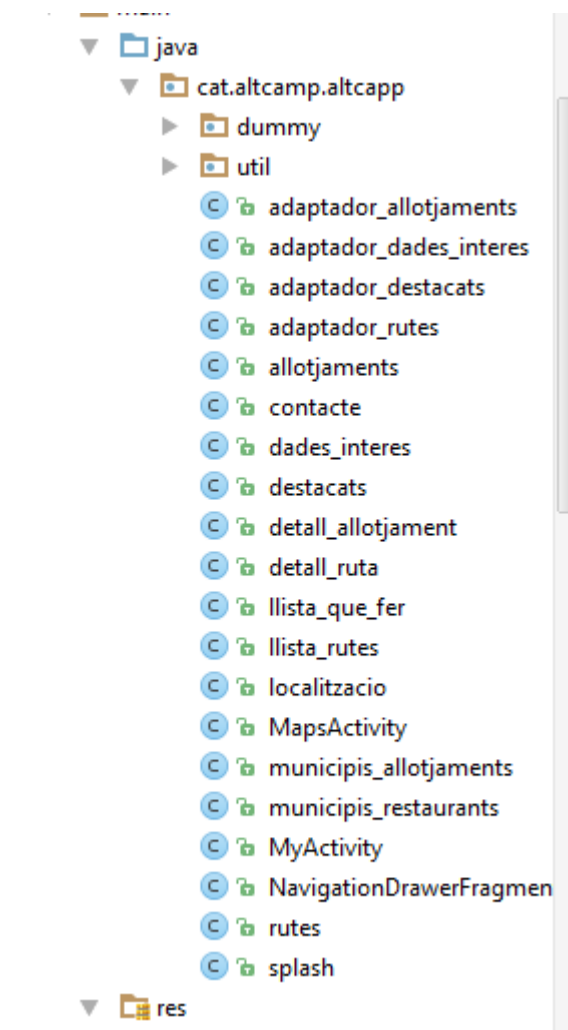 java
cat.altcamp.altcapp
dummy
util
adaptador_allotjaments
adaptador_dades_interes
adaptador_destacats
adaptador_rutes
allotjaments
contacte
dades_interes
destacats
detall_allotjament
detall_ruta
llista_que_fer
llista_rutes
localitzacio
MapsActivity
municipis_allotjaments
municipis_restaurants
MyActivity
NavigationDrawerFragmen
rutes
splash
res